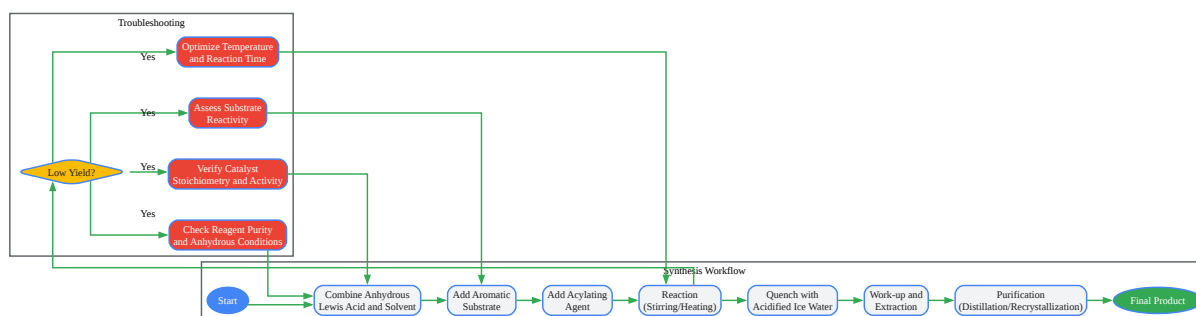 Troubleshooting
Optimize Temperature
and Reaction Time
Yes
Assess Substrate
Reactivity
Yes
Low Yield?
Yes
Verify Catalyst
Stoichiometry and Activity
Yes
Check Reagent Purity
and Anhydrous Conditions
Synthesis Workflow
Start
Combine Anhydrous
Lewis Acid and Solvent
Add Aromatic
Substrate
Add Acylating
Agent
Reaction
(Stirring/Heating)
Quench with
Acidified Ice Water
Work-up and
Extraction
Purification
(Distillation/Recrystallization)
Final Product